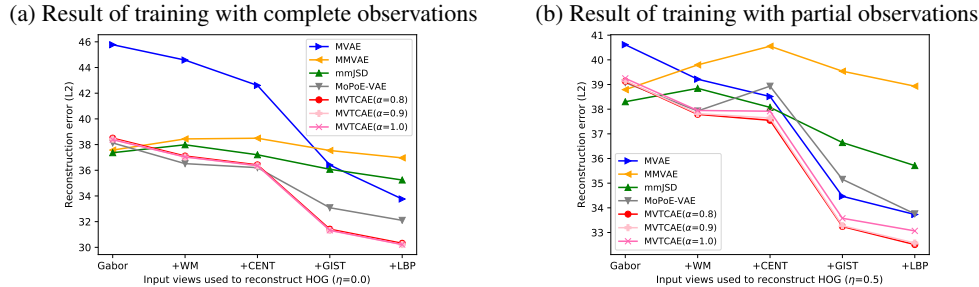 (a) Result of training with complete observations
46
44
42
40
38
36
34
32
30
Reconstruction error (L2)
MVAE
MMVAE
mmJSD
MoPoE-VAE
MVTCAE(α=0.8)
MVTCAE(α=0.9)
MVTCAE(α=1.0)
Gabor +WM +CENT +GIST +LBP
Input views used to reconstruct HOG (η=0.0)
(b) Result of training with partial observations
41
40
39
38
37
36
35
34
33
Reconstruction error (L2)
MVAE
MMVAE
mmJSD
MoPoE-VAE
MVTCAE(α=0.8)
MVTCAE(α=0.9)
MVTCAE(α=1.0)
Gabor +WM +CENT +GIST +LBP
Input views used to reconstruct HOG (η=0.5)